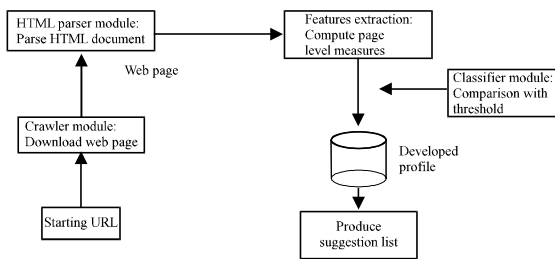 HTML parser module:
Parse HTML document
Features extraction:
Compute page
level measures
Web page
Classifier module:
Comparison with
threshold
Crawler module:
Download web page
Developed
profile
Starting URL
Produce
suggestion list